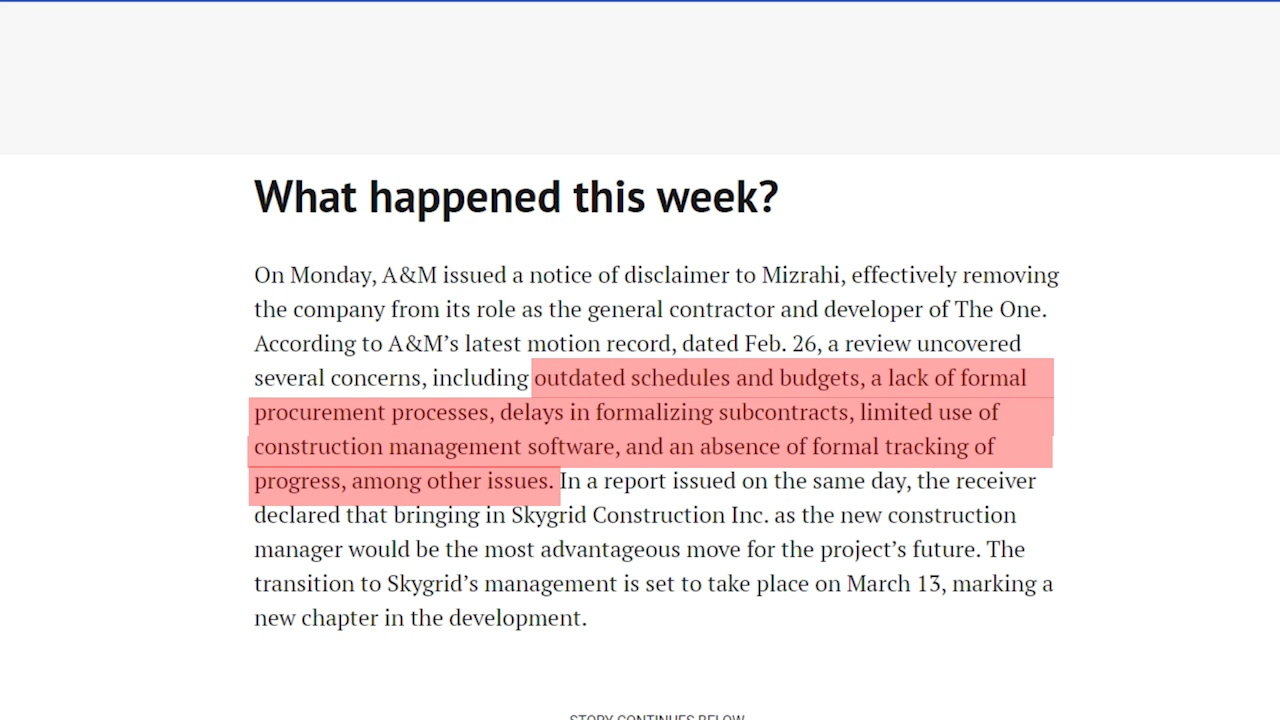 What happened this week?
On Monday, A&M issued a notice of disclaimer to Mizrahi, effectively removing
the company from its role as the general contractor and developer of The One.
According to A&M’s latest motion record, dated Feb. 26, a review uncovered
several concerns, including outdated schedules and budgets, a lack of formal
procurement processes, delays in formalizing subcontracts, limited use of
construction management software, and an absence of formal tracking of
progress, among other issues. In a report issued on the same day, the receiver
declared that bringing in Skygrid Construction Inc. as the new construction
manager would be the most advantageous move for the project’s future. The
transition to Skygrid’s management is set to take place on March 13, marking a
new chapter in the development.
STORY CONTINUES BELOW